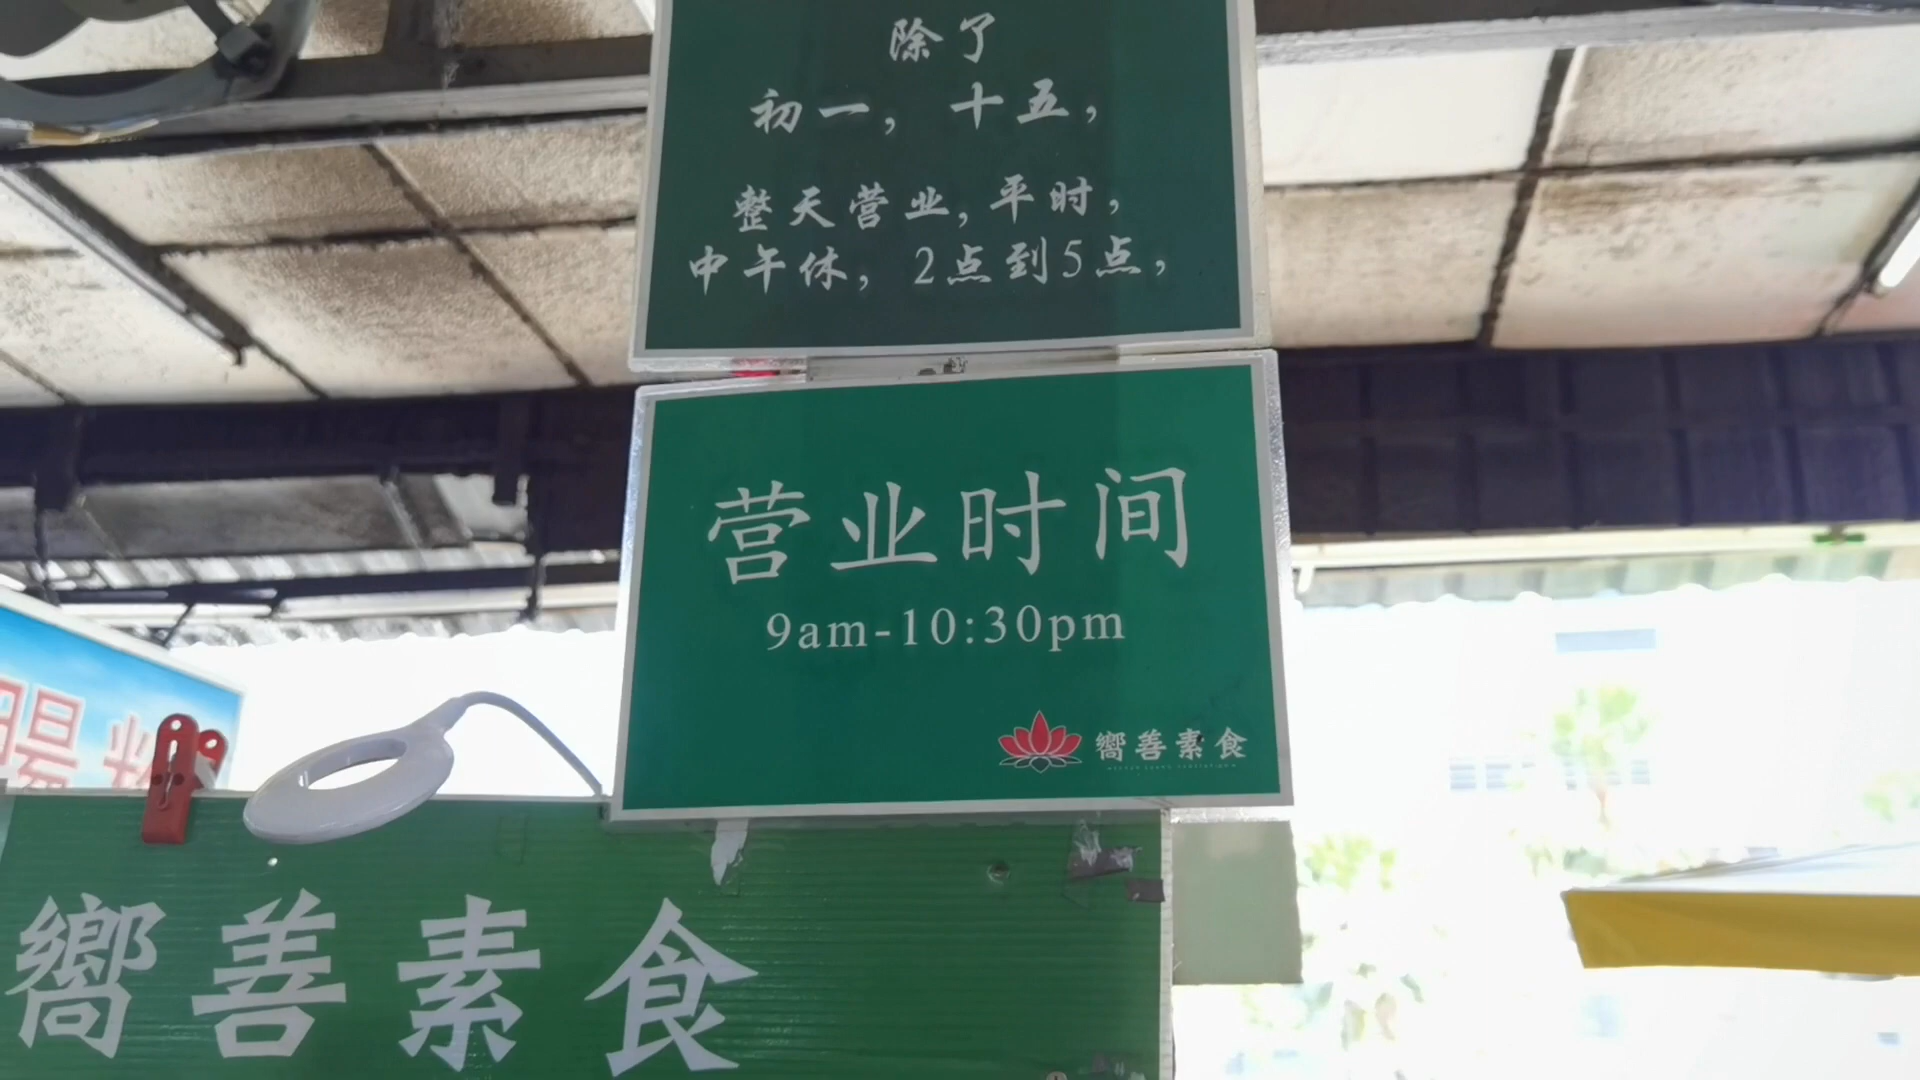 除了
初一， 十五，
整天营业，平时，
中午休， 2点到5点，
营业时间
9am-10:30pm
嚮善素食
嚮善素食